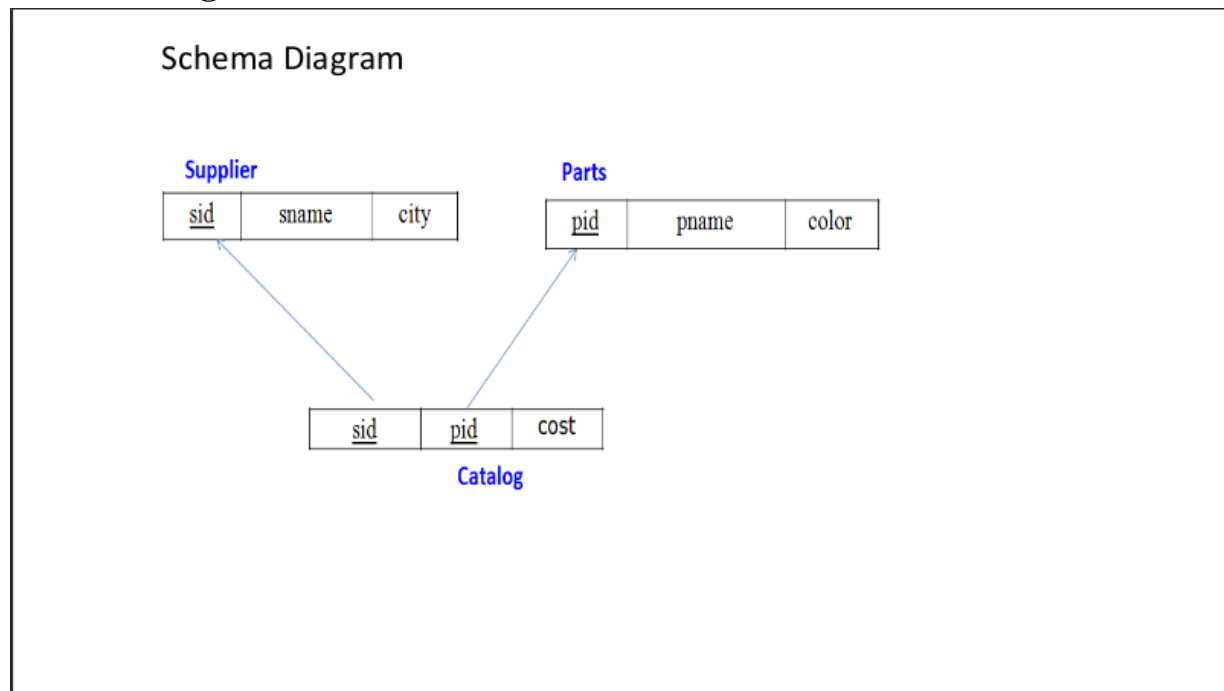 Schema Diagram
Supplier
sid sname city
Parts
pid pname color
sid pid cost
Catalog